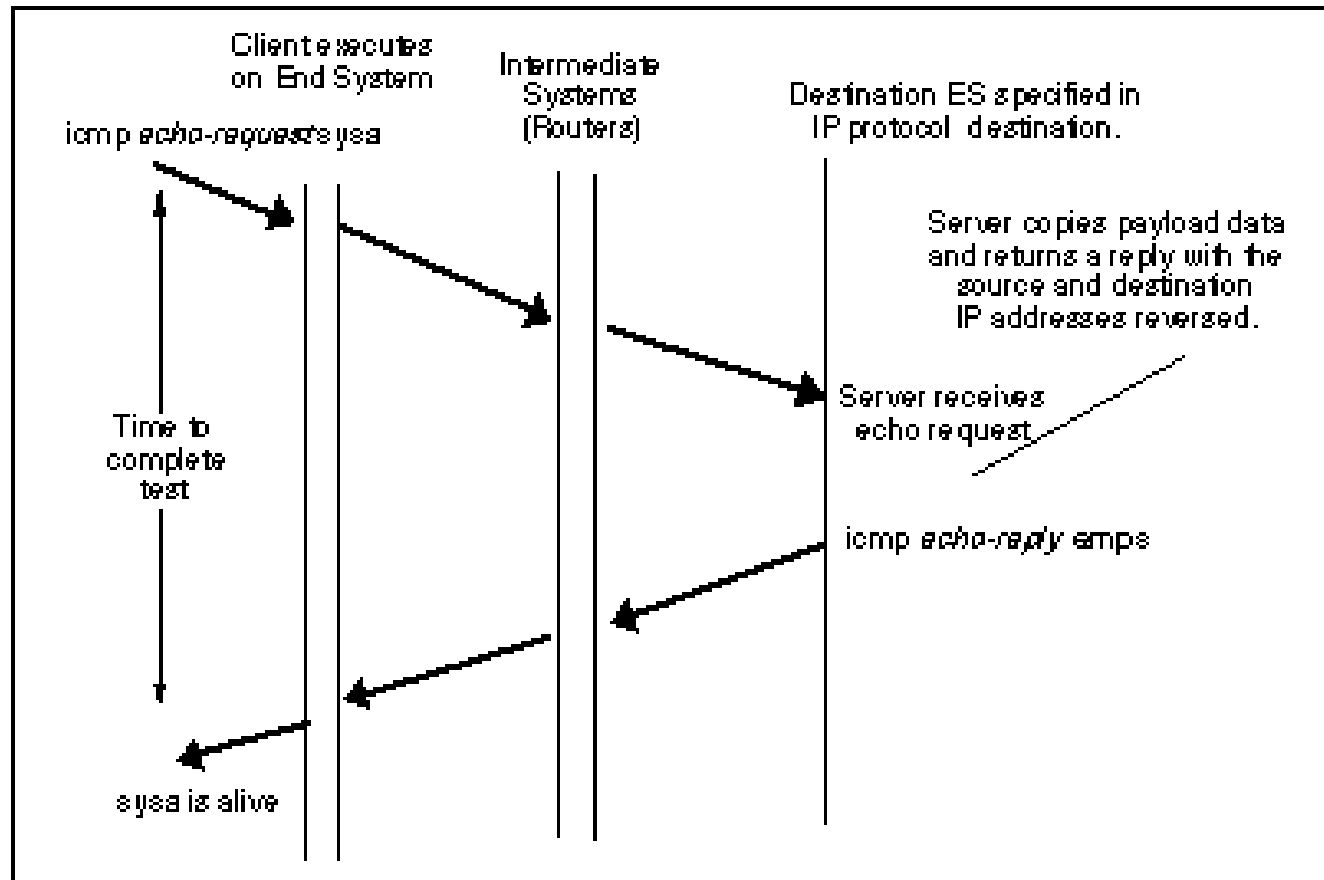 Client executes
on End System
Intermediate
Systems
(Routers)
Destination ES specified in
IP protocol destination.
icmp echo-request sysa
Server copies payload data
and returns a reply with the
source and destination
IP addresses reversed.
Server receives
echo request
Time to
complete
test
icmp echo-reply emps
sysa is alive